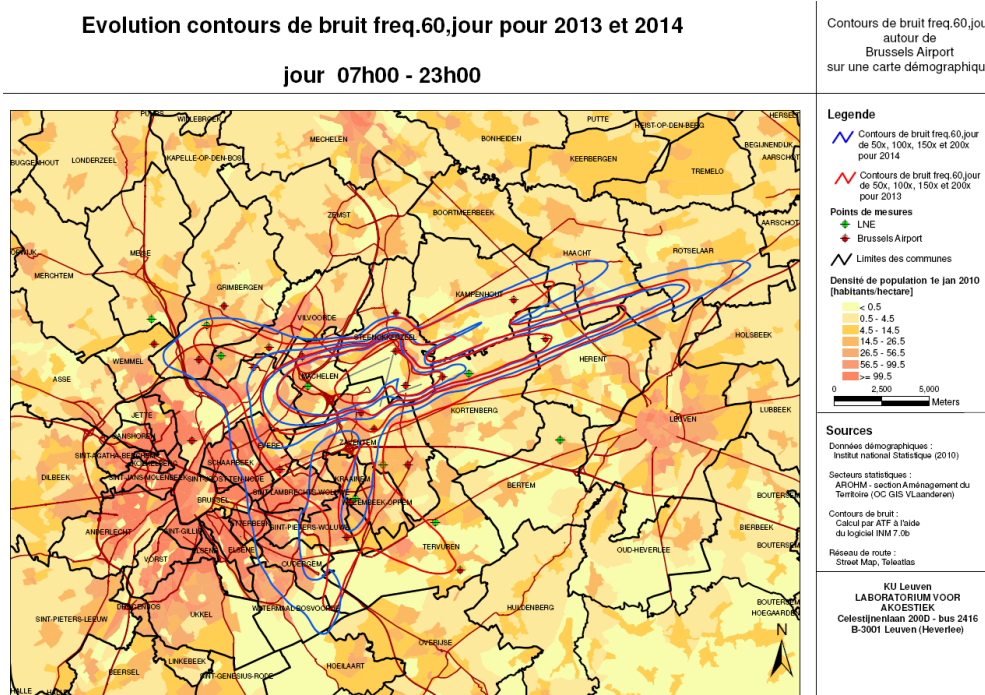 Evolution contours de bruit freq.60,jour pour 2013 et 2014
jour 07h00 - 23h00
Contours de bruit freq.60,jou
autour de
Brussels Airport
sur une carte démographiqu
Legende
Contours de bruit freq.60,jour
de 50x, 100x, 150x et 200x
pour 2014
Contours de bruit freq.60,jour
de 50x, 100x, 150x et 200x
pour 2013
Points de mesures
LNE
Brussels Airport
Limites des communes
Densité de population 1e jan 2010
[habitants/hectare]
< 0.5
0.5 - 4.5
4.5 - 14.5
14.5 - 26.5
26.5 - 56.5
56.5 - 99.5
>= 99.5
0 2,500 5,000
Meters
Sources
Données démographiques :
Institut national Statistique (2010)
Secteurs statistiques :
AROHM - section Aménagement du
Territoire (OC GIS VLaanderen)
Contours de bruit :
Calcul par ATF à l'aide
du logiciel INM 7.0b
Réseau de route :
Street Map, Teleatlas
KU Leuven
LABORATORIUM VOOR
AKOESTIEK
Celestijnenlaan 200D - bus 2416
B-3001 Leuven (Heverlee)
PUURS
WILLEBROEK
PUTTE
HEIST-OP-DEN-BERG
HERSEL
MECHELEN
BONHEIDEN
BEGIJNENDIJK
AARSCHOT
BUGGENHOUT
LONDERZEEL
KAPELLE-OP-DEN-BOS
KEERBERGEN
TREMELO
ZEMST
BOORTMEERBEEK
AARSCHOT
MEISE
HAACHT
ROTSELAAR
MERCHTEM
GRIMBERGEN
KAMPENHOUT
VILVOORDE
STEENOKKERZEEL
HOLSBEEK
WEMMEL
HERENT
ASSE
MACHELEN
KORTENBERG
LUBBEEK
JETTE
LEUVEN
GANSHOREN
EVERE
ZAVENTEM
SINT-AGATHA-BERCHEM
KOEKELBERG
SCHAARBEEK
DILBEEK
SINT-JANS-MOLENBEEK
SINT-JOOST-TEN-NODE
KRAAINEM
BERTEM
SINT-LAMBRECHTS-WOLUWE
BOUTERSEM
BRUSSEL
WEZEMBEEK-OPPEM
ETTERBEEK
SINT-PIETERS-WOLUWE
BIERBEEK
ANDERLECHT
SINT-GILLIS
ELSENE
ELSENE
TERVUREN
OUD-HEVERLEE
BOUTERSEM
VORST
OUDERGEM
DROGENBOS
WATERMAAL-BOSVOORDE
HULDENBERG
BOUTERSEM
HOEGAARDEN
SINT-PIETERS-LEEUW
UKKEL
N
OVERIJSE
LINKEBEEK
HOEILAART
BEERSEL
SINT-GENESIUS-RODE
HALLE